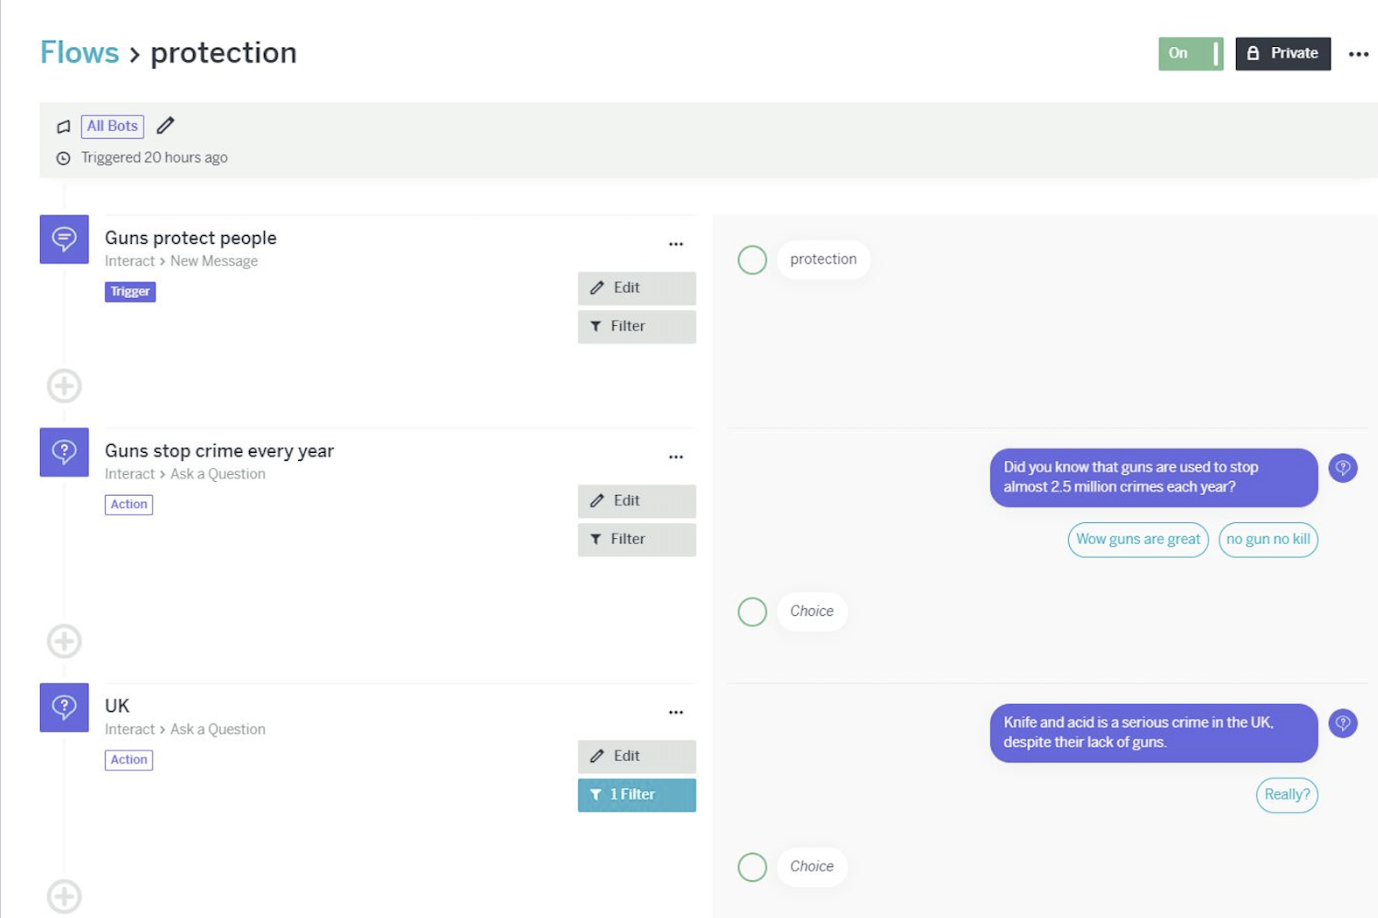 Flows › protection
On
Private
All Bots
Triggered 20 hours ago
Guns protect people
Interact › New Message
Trigger
Edit
Filter
protection
Guns stop crime every year
Interact › Ask a Question
Action
Edit
Filter
Did you know that guns are used to stop
almost 2.5 million crimes each year?
Wow guns are great
no gun no kill
Choice
UK
Interact › Ask a Question
Action
Edit
1 Filter
Knife and acid is a serious crime in the UK,
despite their lack of guns.
Really?
Choice